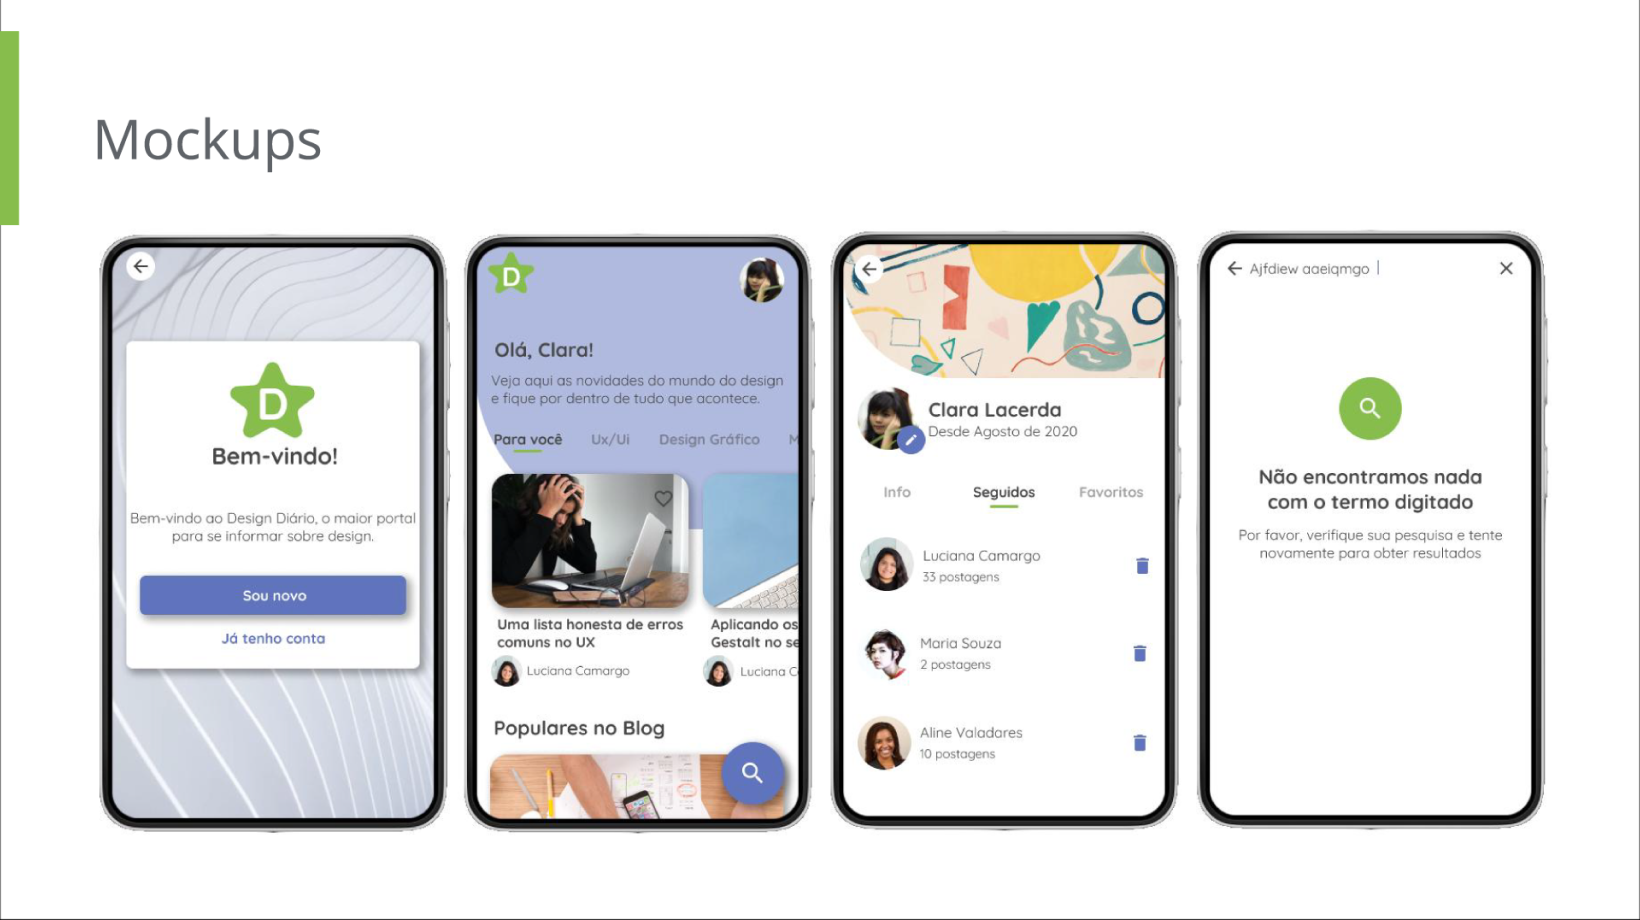 Mockups
D
Bem-vindo!
Bem-vindo ao Design Diário, o maior portal
para se informar sobre design.
Sou novo
Já tenho conta
D
Olá, Clara!
Veja aqui as novidades do mundo do design
e fique por dentro de tudo que acontece.
Para você Ux/Ui Design Gráfico M
Uma lista honesta de erros
comuns no UX
Luciana Camargo
Aplicando os
Gestalt no se
Luciana C
Populares no Blog
Clara Lacerda
Desde Agosto de 2020
Info Seguidos Favoritos
Luciana Camargo
33 postagens
Maria Souza
2 postagens
Aline Valadares
10 postagens
Ajfdiew aaeiqmgo
Não encontramos nada
com o termo digitado
Por favor, verifique sua pesquisa e tente
novamente para obter resultados